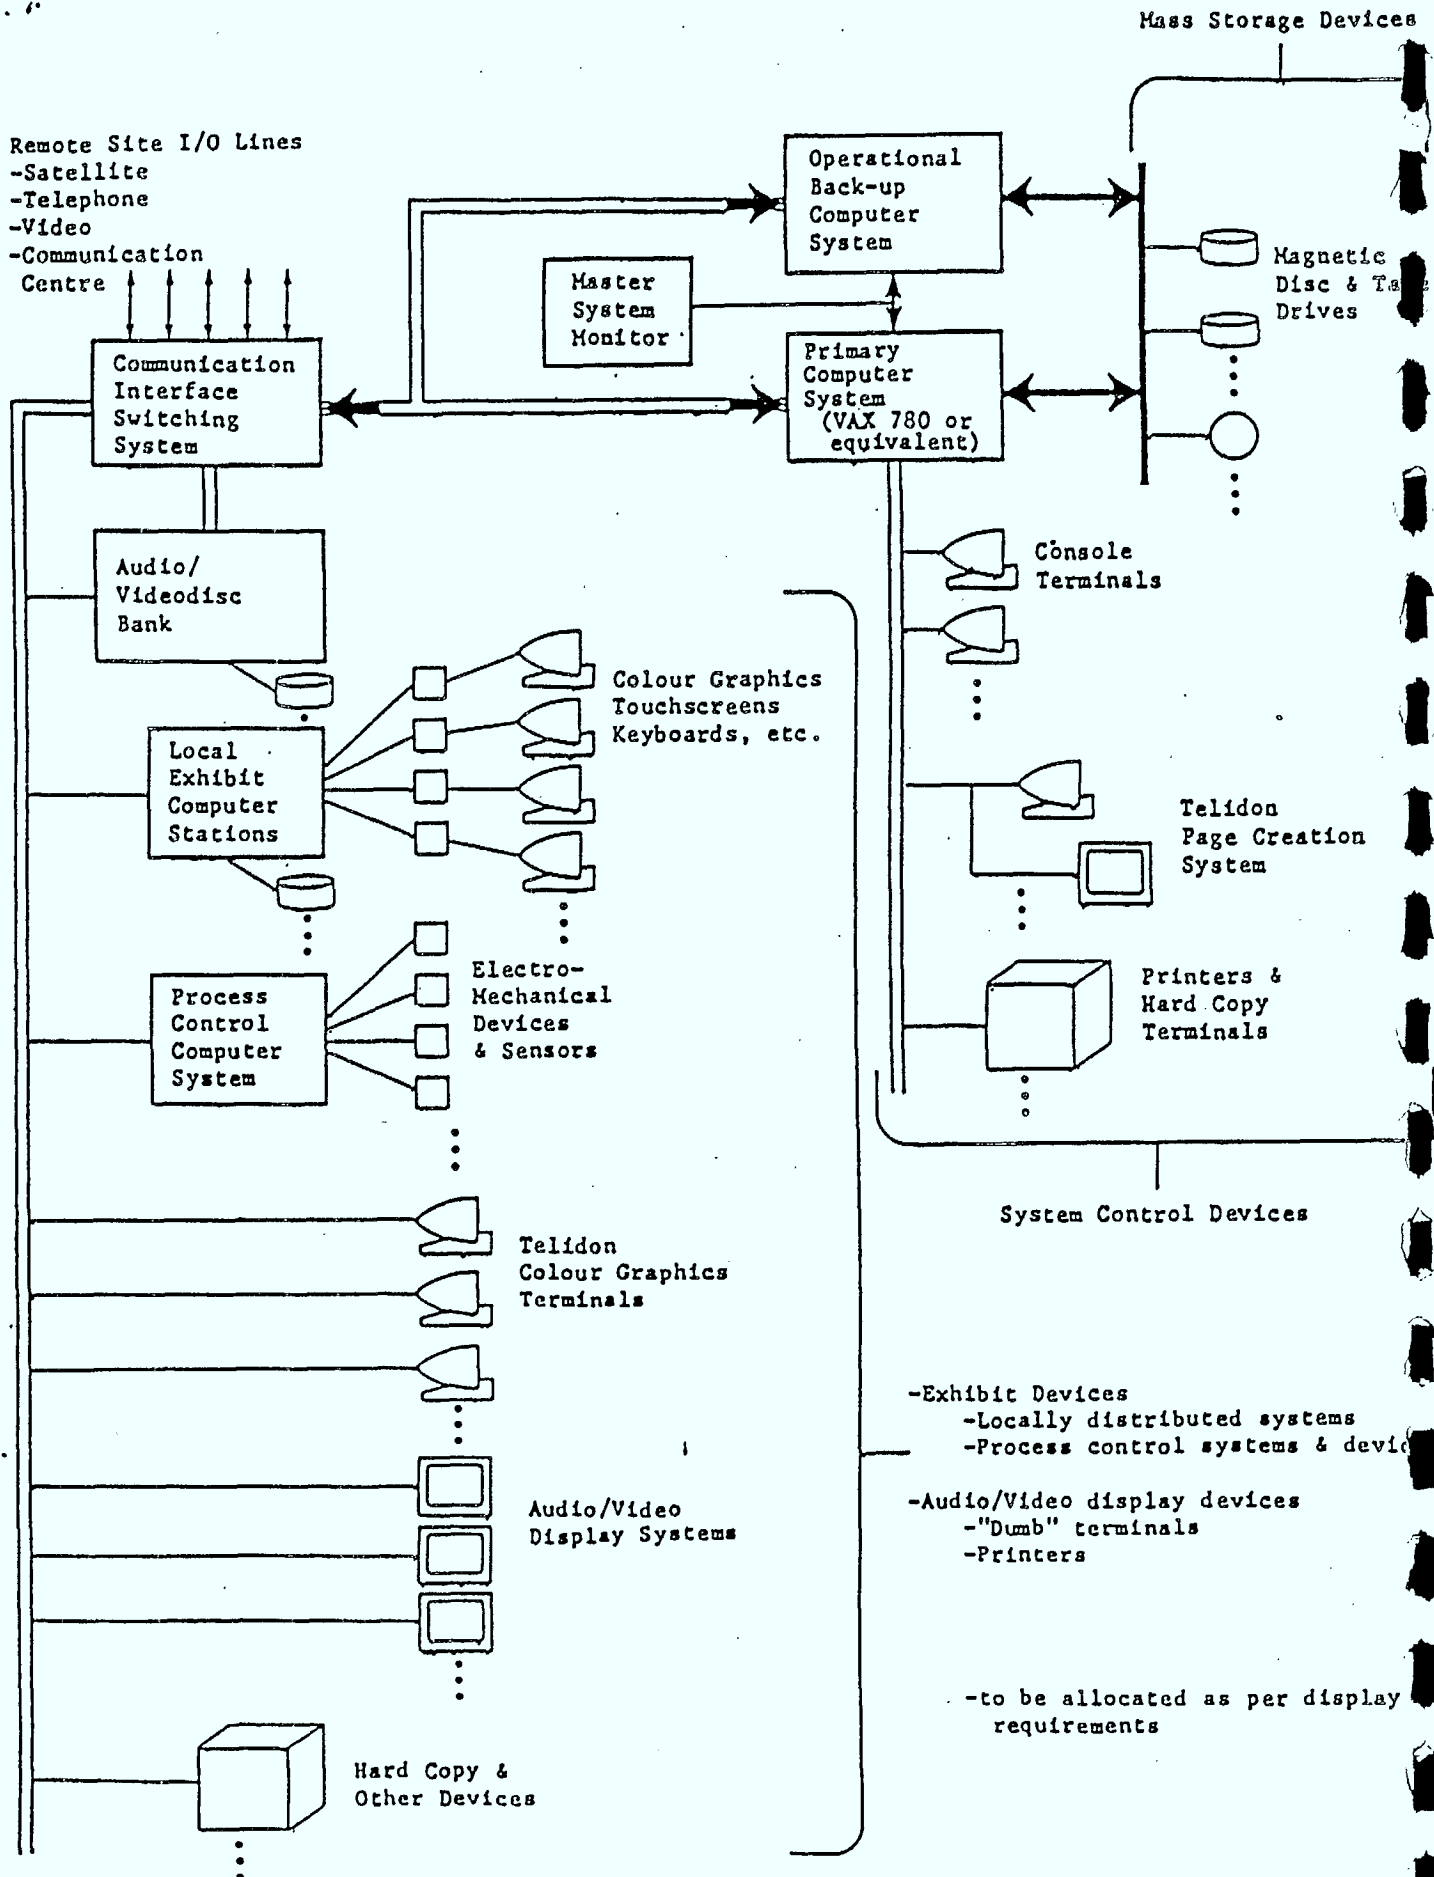 Mass Storage Devices
Remote Site I/O Lines
-Satellite
-Telephone
-Video
-Communication
Centre
Operational
Back-up
Computer
System
Master
System
Monitor
Magnetic
Disc &
Drives
Communication
Interface
Switching
System
Primary
Computer
System
(VAX 780 or
equivalent)
Audio/
Videodisc
Bank
Console
Terminals
Colour Graphics
Touchscreens
Keyboards, etc.
Local
Exhibit
Computer
Stations
Telidon
Page Creation
System
Electro-
Mechanical
Devices
& Sensors
Process
Control
Computer
System
Printers &
Hard Copy
Terminals
System Control Devices
Telidon
Colour Graphics
Terminals
-Exhibit Devices
-Locally distributed systems
-Process control systems &
Audio/Video
Display Systems
-Audio/Video display devices
-"Dumb" terminals
-Printers
-to be allocated as per display
requirements
Hard Copy &
Other Devices